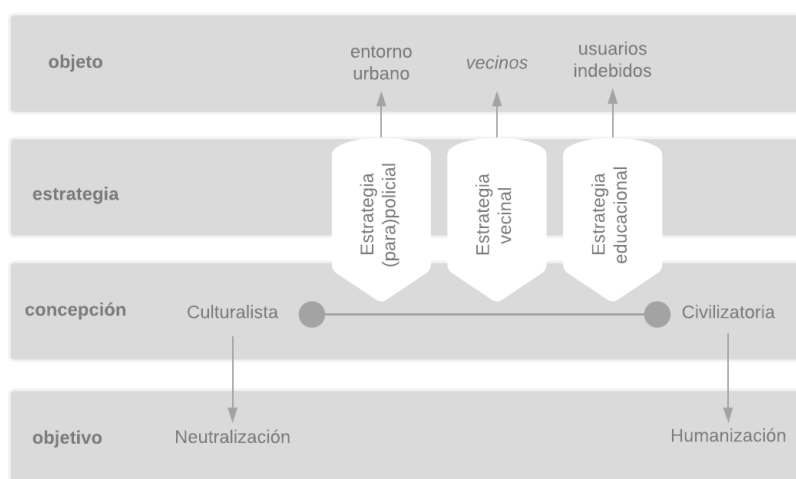 objeto
entorno
urbano
vecinos
usuarios
indebidos
estrategia
Estrategia
(para)policial
Estrategia
vecinal
Estrategia
educacional
concepción
Culturalista
Civilizatoria
objetivo
Neutralización
Humanización